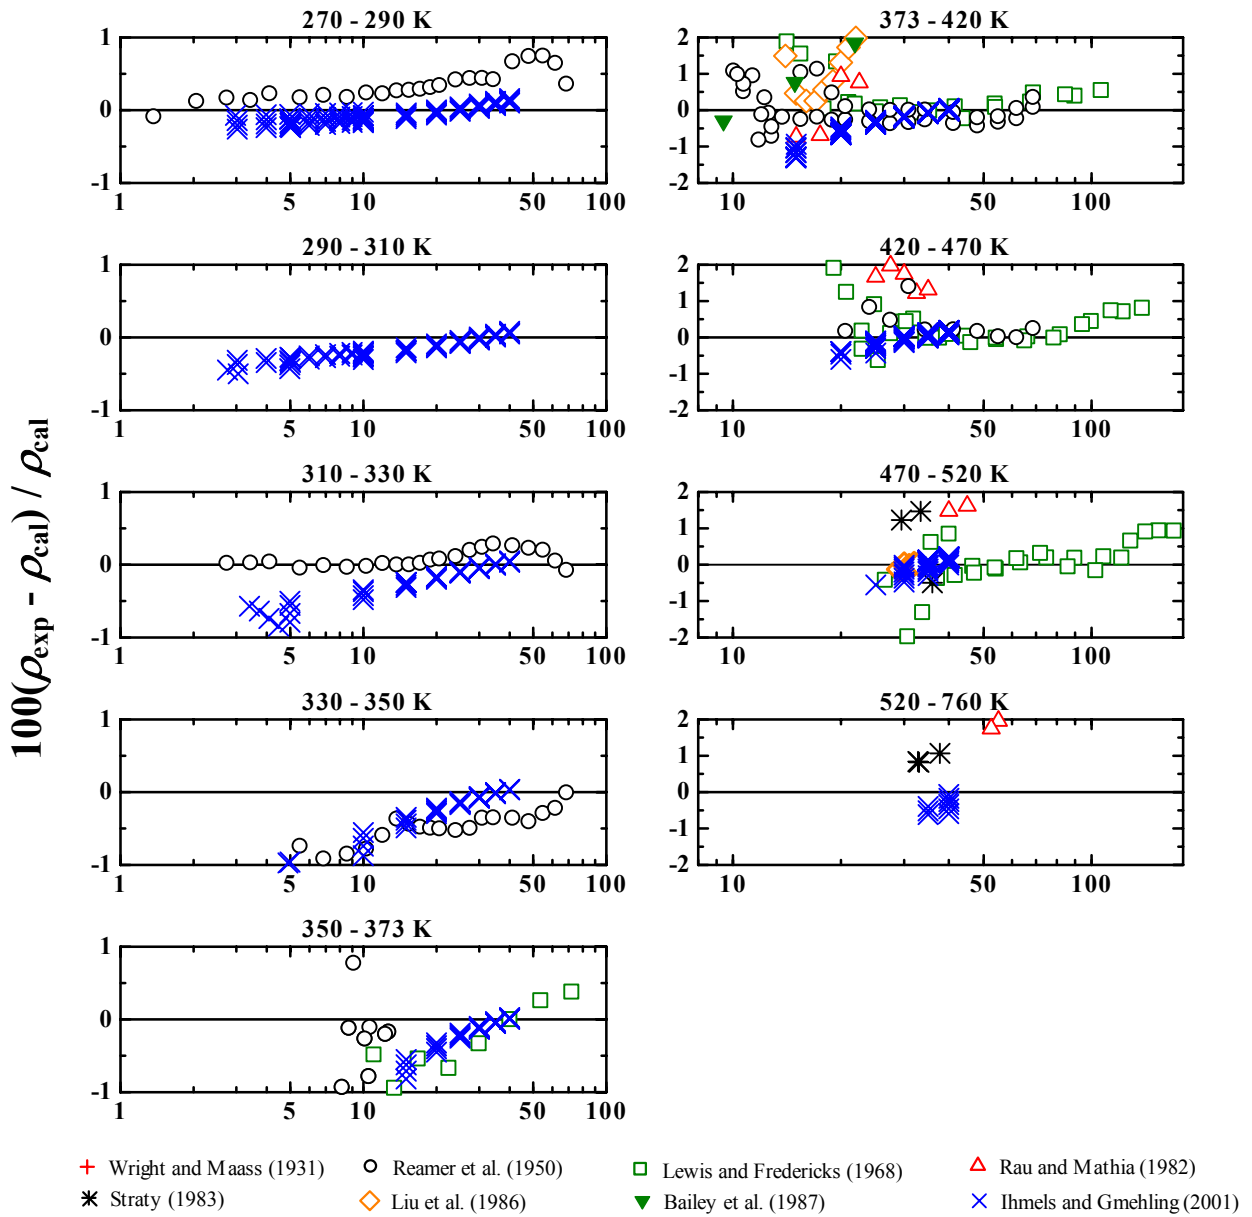 100(ρexp - ρcal) / ρcal
270 - 290 K
1
0
-1
1 5 10 50 100
290 - 310 K
1
0
-1
1 5 10 50 100
310 - 330 K
1
0
-1
1 5 10 50 100
330 - 350 K
1
0
-1
1 5 10 50 100
350 - 373 K
1
0
-1
1 5 10 50 100
373 - 420 K
2
1
0
-1
-2
10 50 100
420 - 470 K
2
1
0
-1
-2
10 50 100
470 - 520 K
2
1
0
-1
-2
10 50 100
520 - 760 K
2
1
0
-1
-2
10 50 100
Wright and Maass (1931) Reamer et al. (1950) Lewis and Fredericks (1968) Rau and Mathia (1982)
Straty (1983) Liu et al. (1986) Bailey et al. (1987) Ihmels and Gmehling (2001)